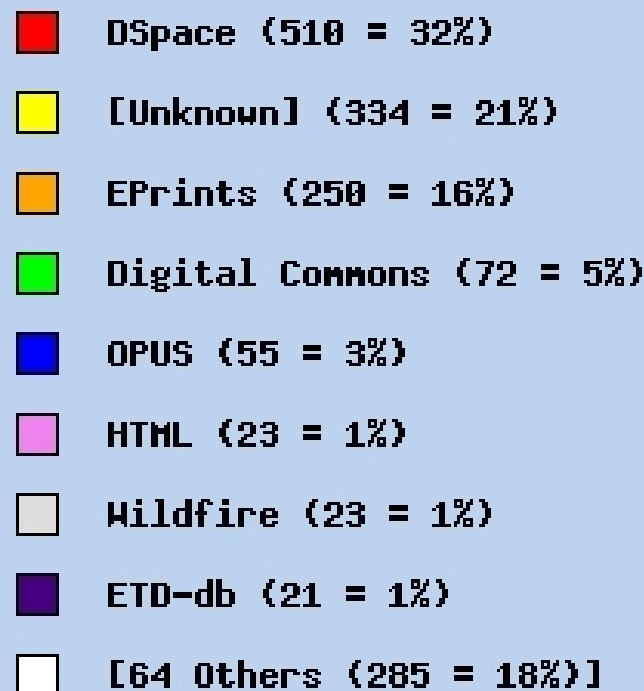 DSpace (510 = 32%)
[Unknown] (334 = 21%)
EPrints (250 = 16%)
Digital Commons (72 = 5%)
OPUS (55 = 3%)
HTML (23 = 1%)
Wildfire (23 = 1%)
ETD-db (21 = 1%)
[64 Others (285 = 18%)]